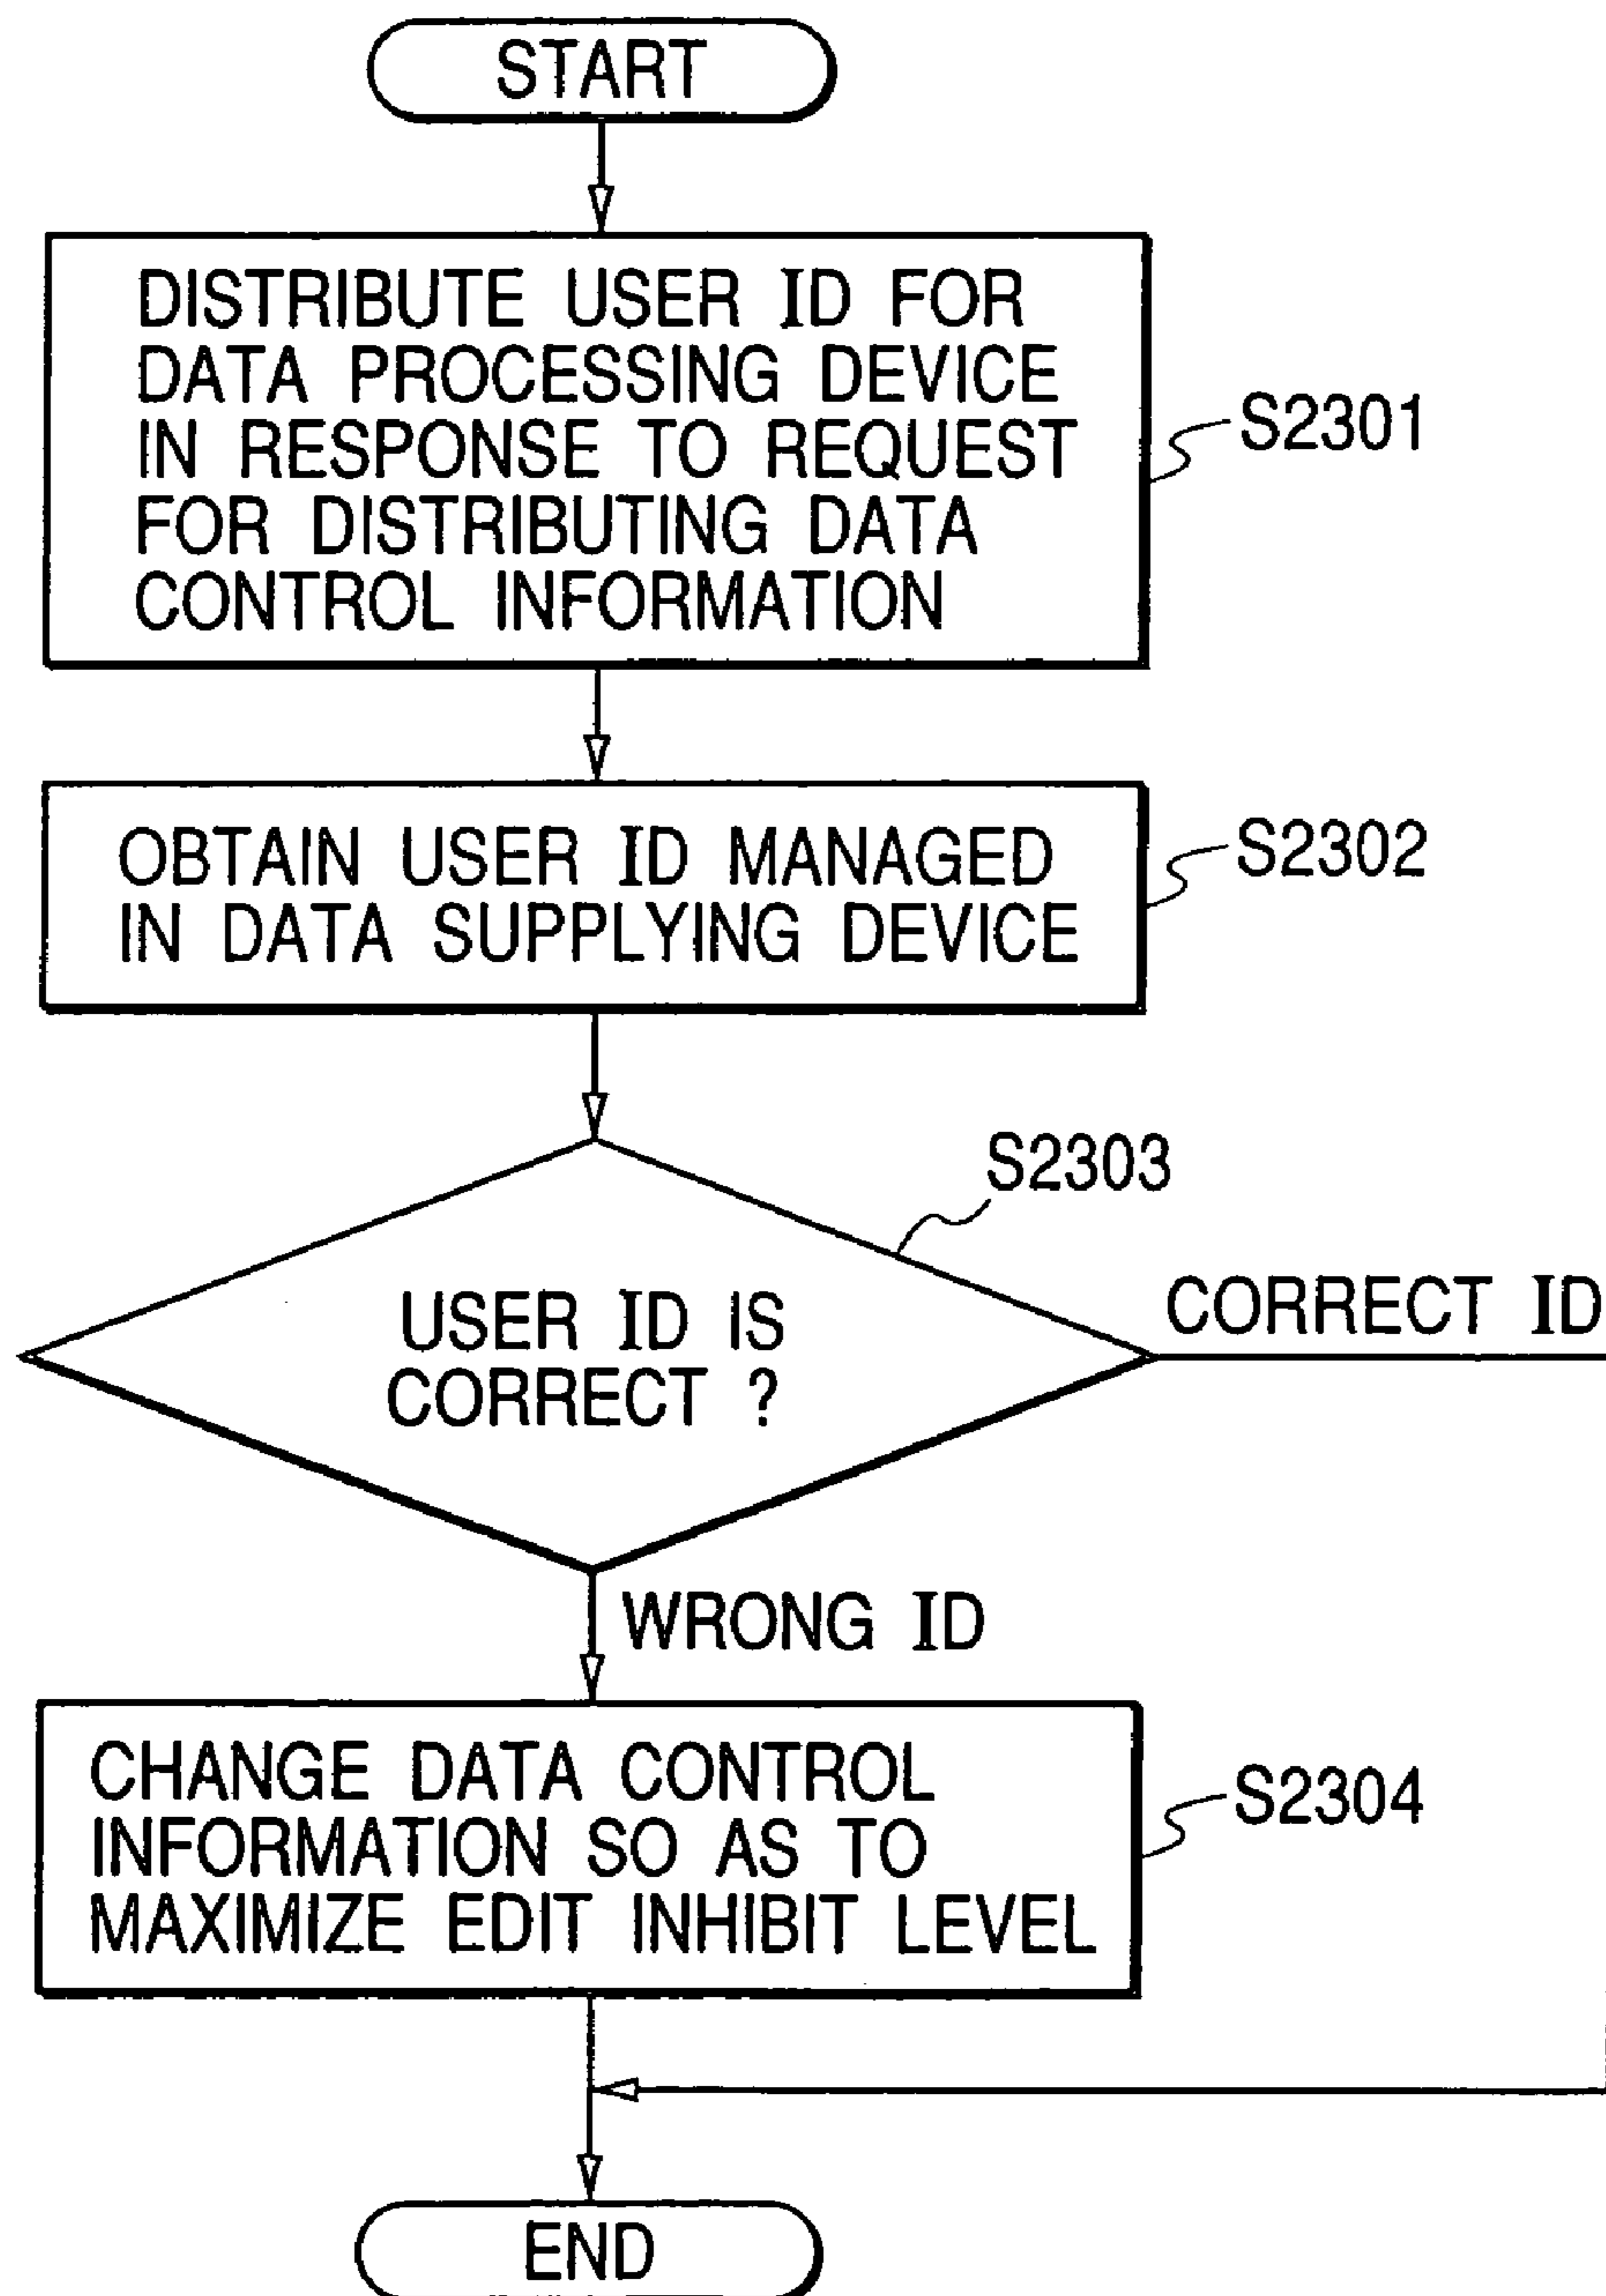 START
DISTRIBUTE USER ID FOR
DATA PROCESSING DEVICE
IN RESPONSE TO REQUEST
FOR DISTRIBUTING DATA
CONTROL INFORMATION
S2301
OBTAIN USER ID MANAGED
IN DATA SUPPLYING DEVICE
S2302
S2303
USER ID IS
CORRECT ?
CORRECT ID
WRONG ID
CHANGE DATA CONTROL
INFORMATION SO AS TO
MAXIMIZE EDIT INHIBIT LEVEL
S2304
END